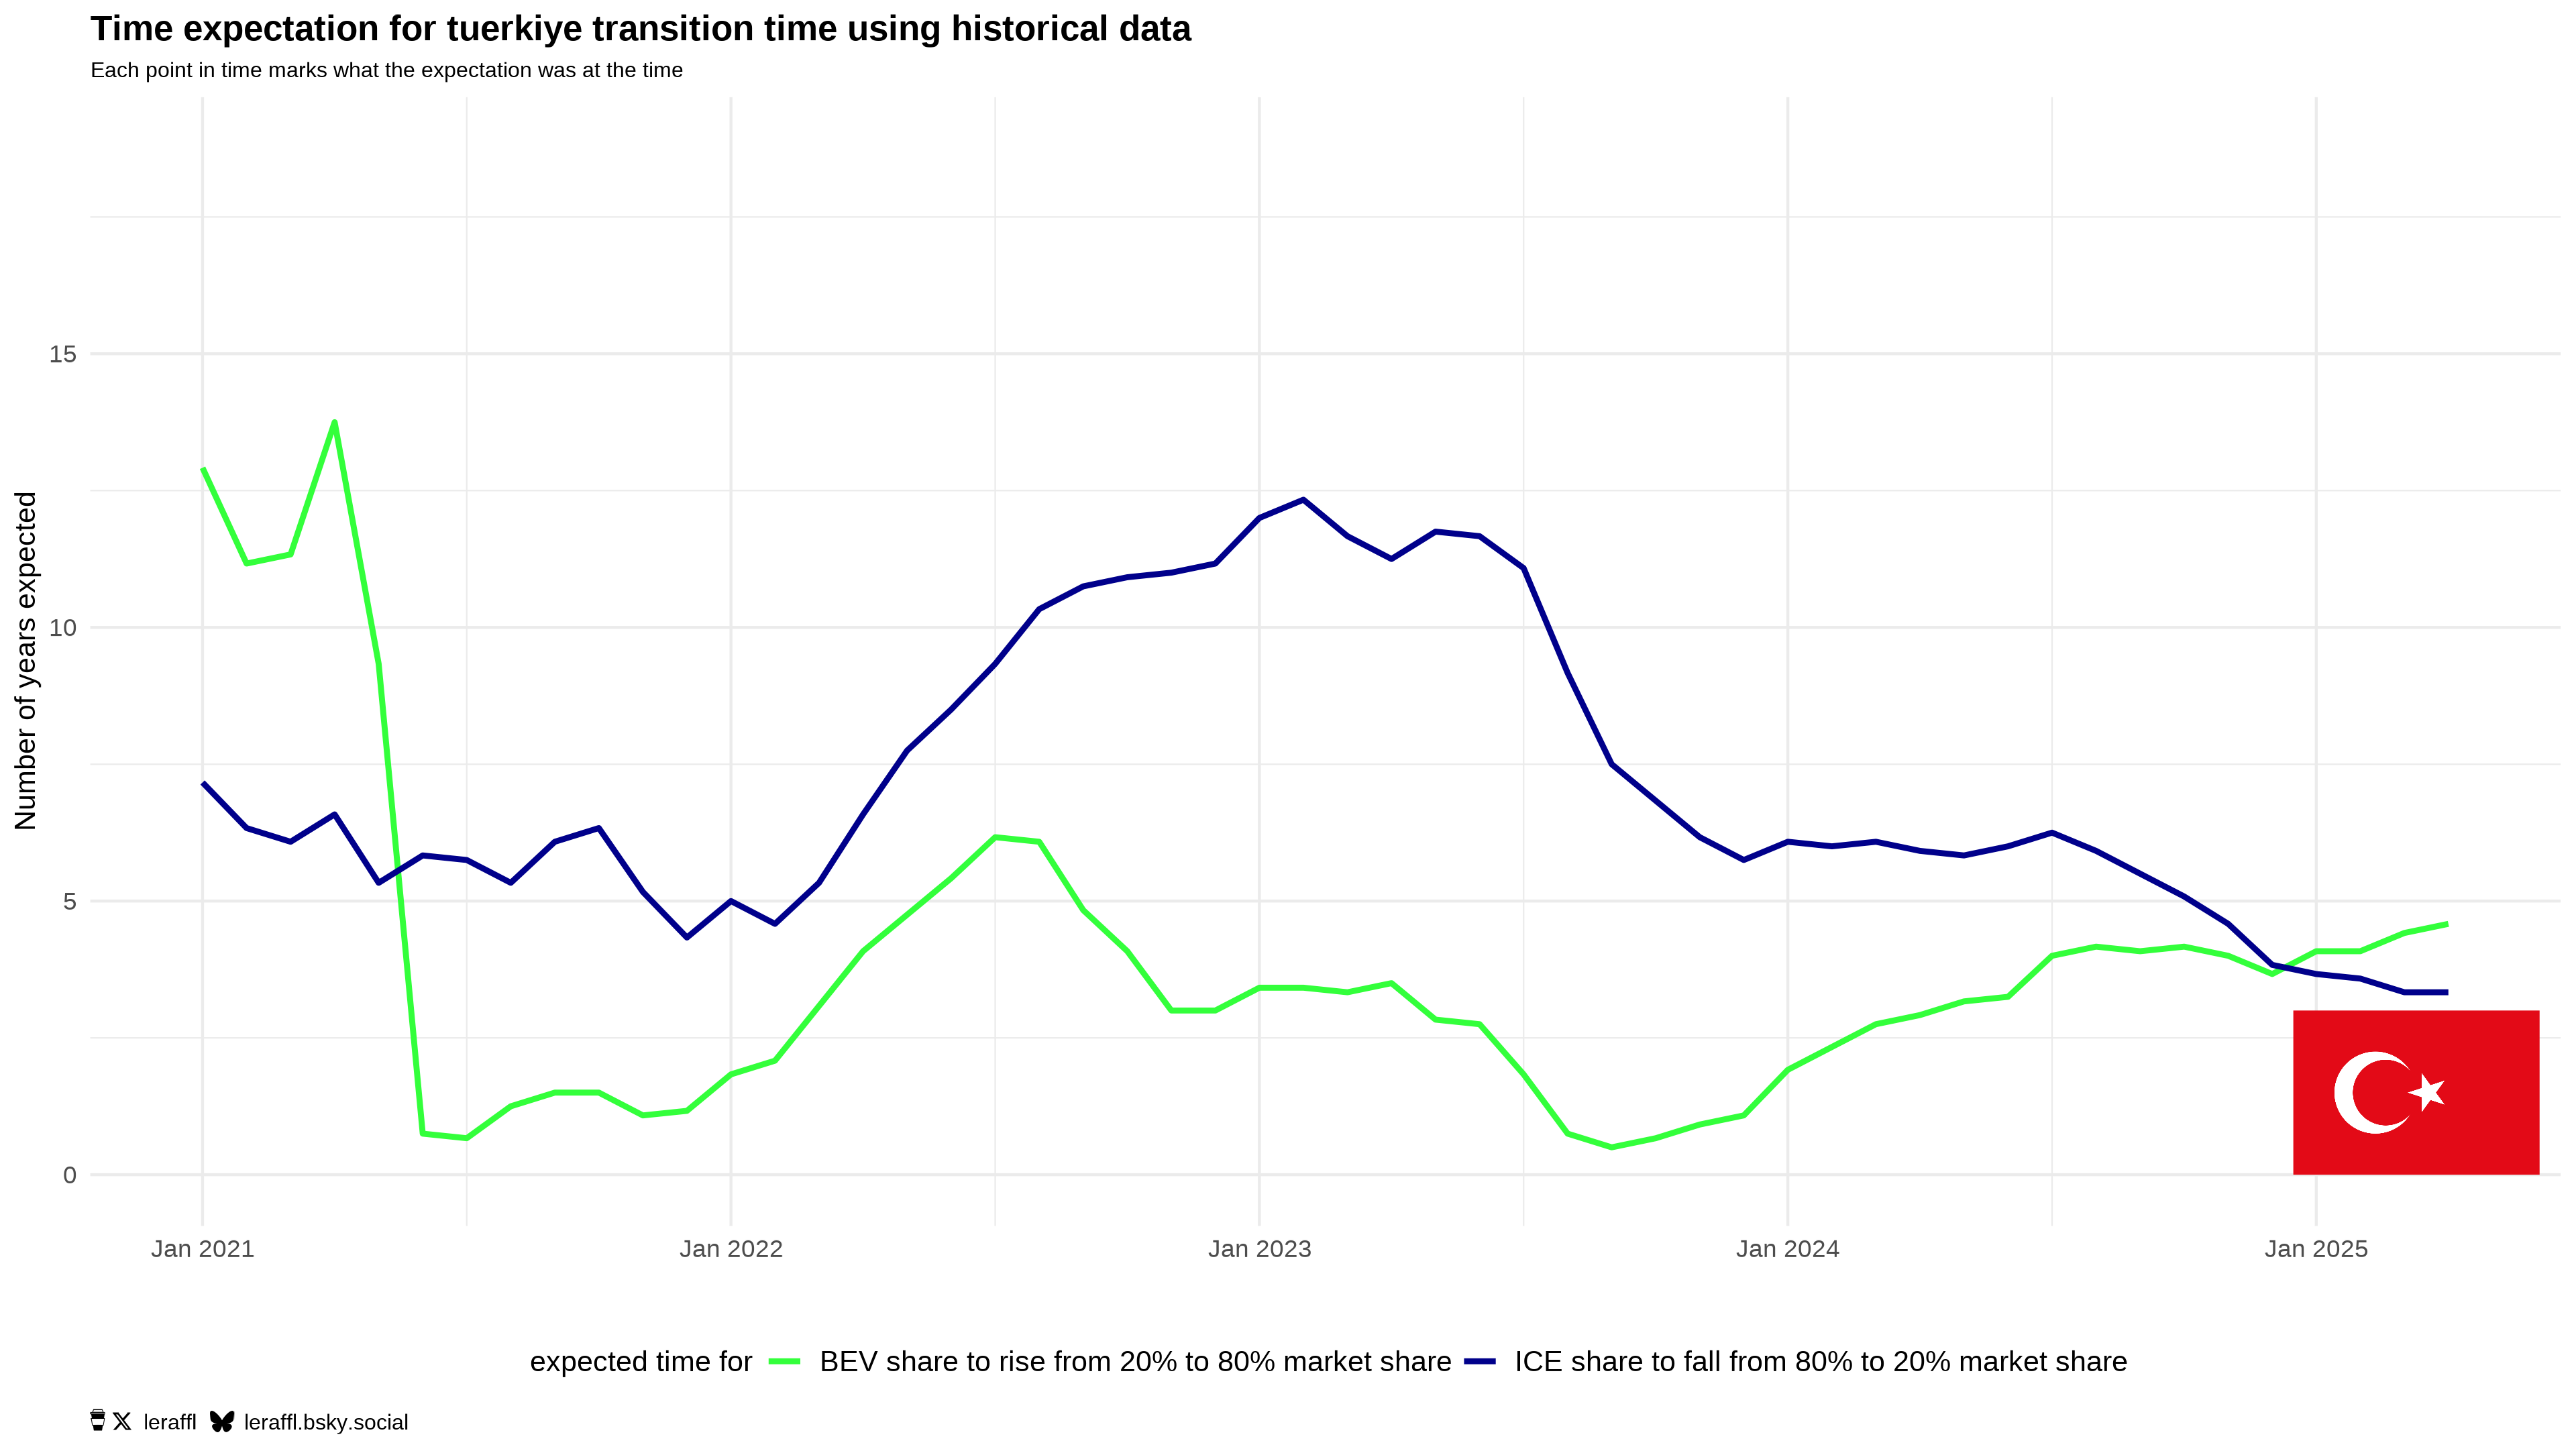 Time expectation for tuerkiye transition time using historical data
Each point in time marks what the expectation was at the time
Number of years expected
15
10
5
0
Jan 2021
Jan 2022
Jan 2023
Jan 2024
Jan 2025
expected time for BEV share to rise from 20% to 80% market share ICE share to fall from 80% to 20% market share
leraffl leraffl.bsky.social